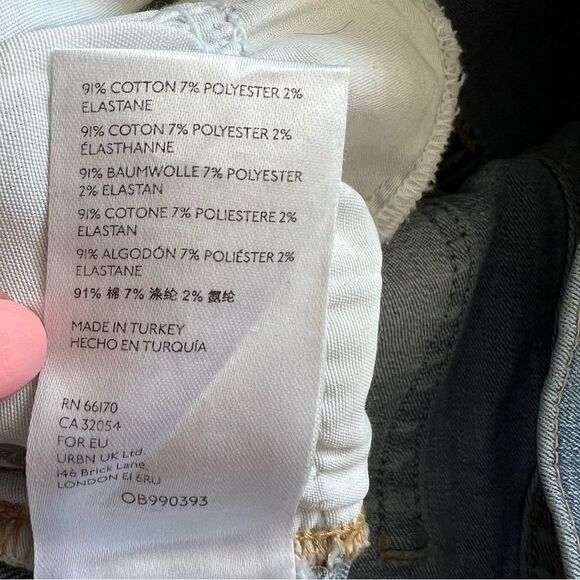 91% COTTON 7% POLYESTER 2%
ELASTANE
91% COTON 7% POLYESTER 2%
ÉLASTHANNE
91% BAUMWOLLE 7% POLYESTER
2% ELASTAN
91% COTONE 7% POLIESTERE 2%
ELASTAN
91% ALGODÓN 7% POLIÉSTER 2%
ELASTANE
91% 棉 7% 涤纶 2% 氨纶
MADE IN TURKEY
HECHO EN TURQUÍA
RN 66170
CA 32054
FOR EU
URBN UK Ltd
146 Brick Lane,
LONDON E1 6RU
OB990393